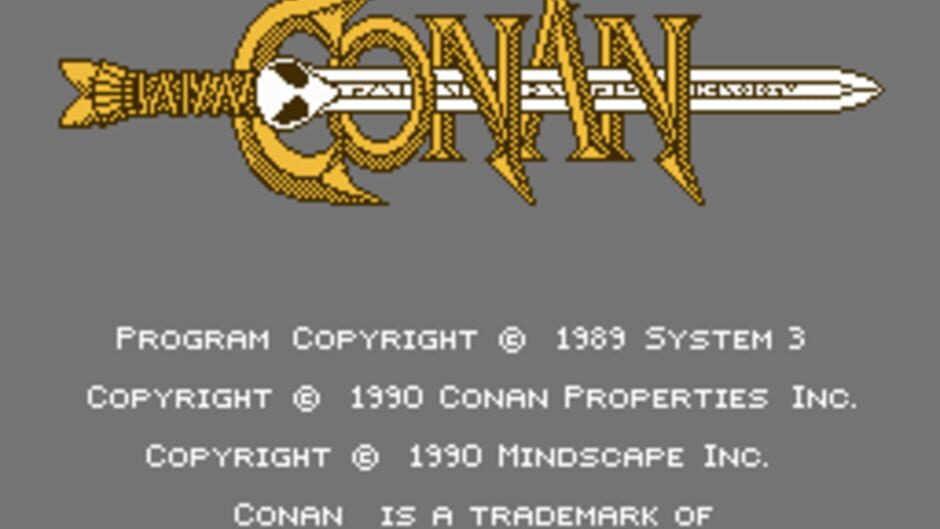 CONAN
PROGRAM COPYRIGHT © 1989 SYSTEM 3
COPYRIGHT © 1990 CONAN PROPERTIES INC.
COPYRIGHT © 1990 MINDSCAPE INC.
CONAN IS A TRADEMARK OF